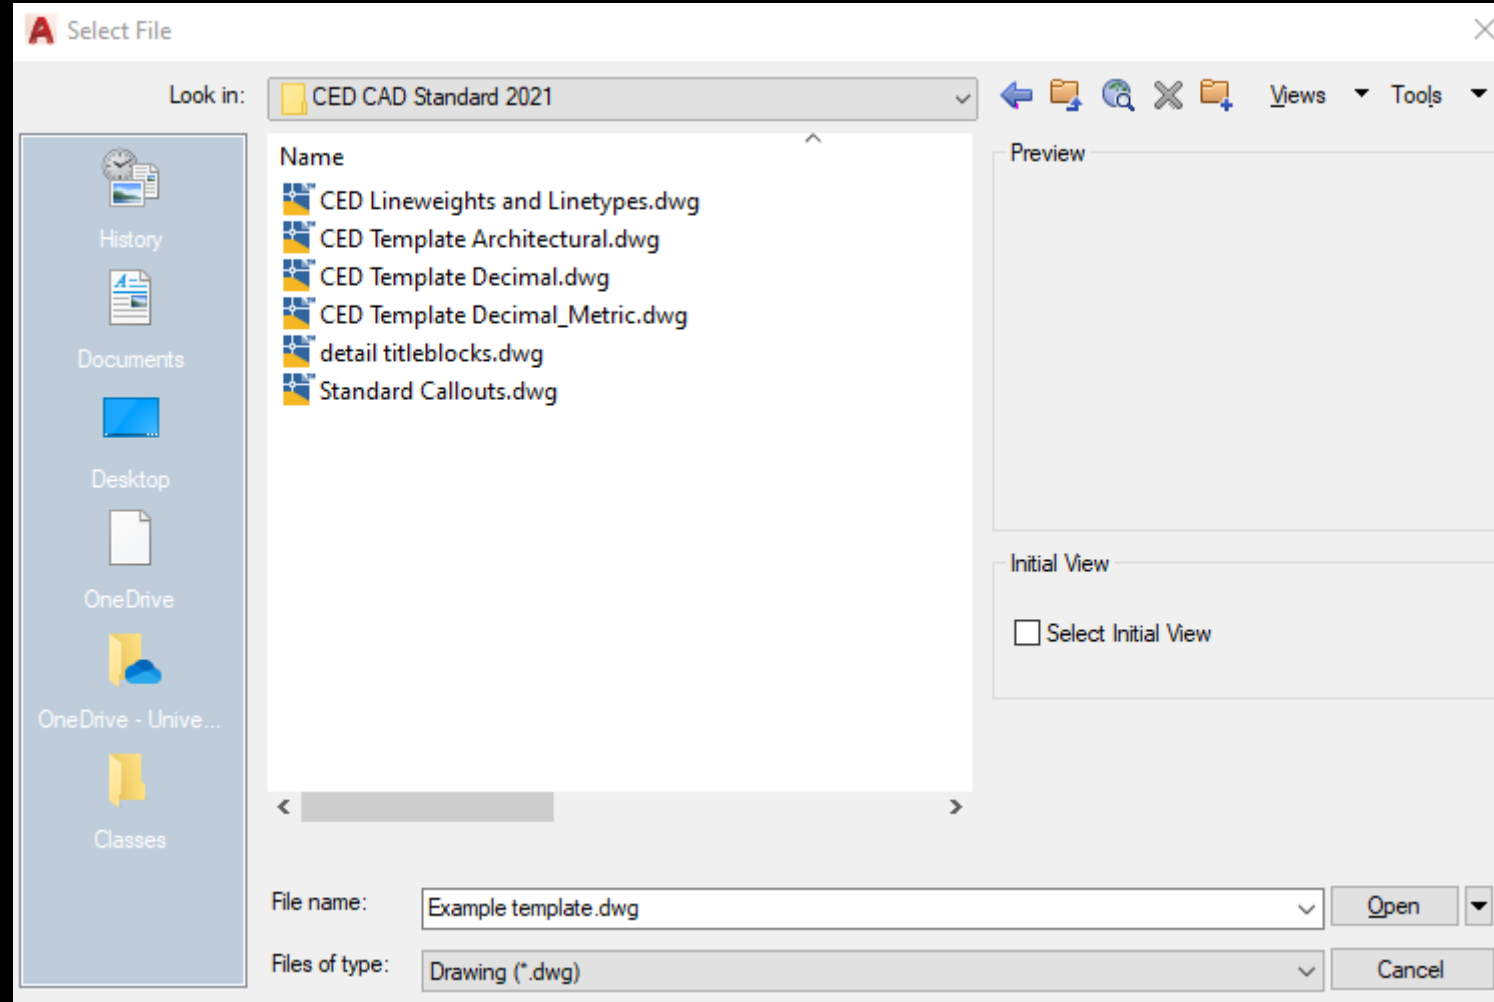 Select File
Look in: CED CAD Standard 2021 Views Tools
Name
CED Lineweights and Linetypes.dwg
CED Template Architectural.dwg
CED Template Decimal.dwg
CED Template Decimal_Metric.dwg
detail titleblocks.dwg
Standard Callouts.dwg
History
Documents
Desktop
OneDrive
OneDrive - Unive...
Classes
Preview
Initial View
Select Initial View
File name: Example template.dwg Open
Files of type: Drawing (*.dwg) Cancel